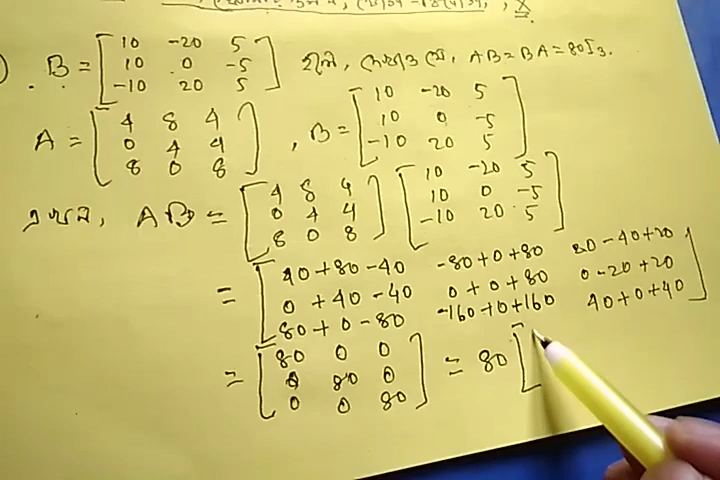 B = [ 10 -20 5 ; 10 0 -5 ; -10 20 5 ] হলে, দেখাও যে, AB = BA = 80I₃.
A = [ 4 8 4 ; 0 4 4 ; 8 0 8 ] , B = [ 10 -20 5 ; 10 0 -5 ; -10 20 5 ]
এখন, AB = [ 4 8 4 ; 0 4 4 ; 8 0 8 ] [ 10 -20 5 ; 10 0 -5 ; -10 20 5 ]
= [ 40+80-40 -80+0+80 20-40+20 ; 0+40-40 0+0+80 0-20+20 ; 80+0-80 -160+0+160 40+0+40 ]
= [ 80 0 0 ; 0 80 0 ; 0 0 80 ] = 80 [